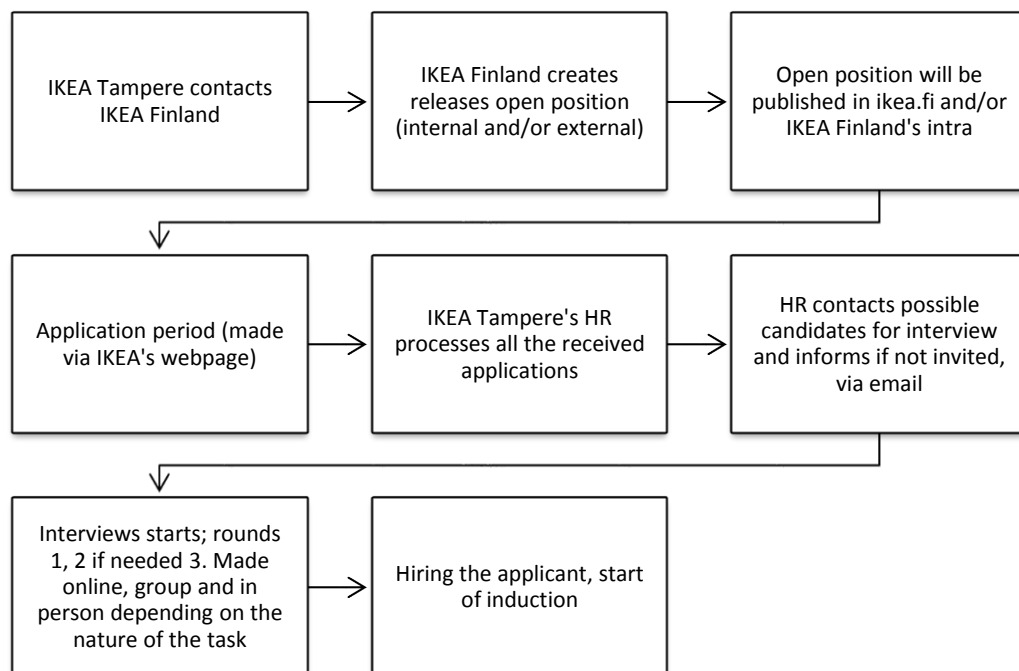 IKEA Tampere contacts
IKEA Finland
IKEA Finland creates
releases open position
(internal and/or external)
Open position will be
published in ikea.fi and/or
IKEA Finland's intra
Application period (made
via IKEA's webpage)
IKEA Tampere's HR
processes all the received
applications
HR contacts possible
candidates for interview
and informs if not invited,
via email
Interviews starts; rounds
1, 2 if needed 3. Made
online, group and in
person depending on the
nature of the task
Hiring the applicant, start
of induction